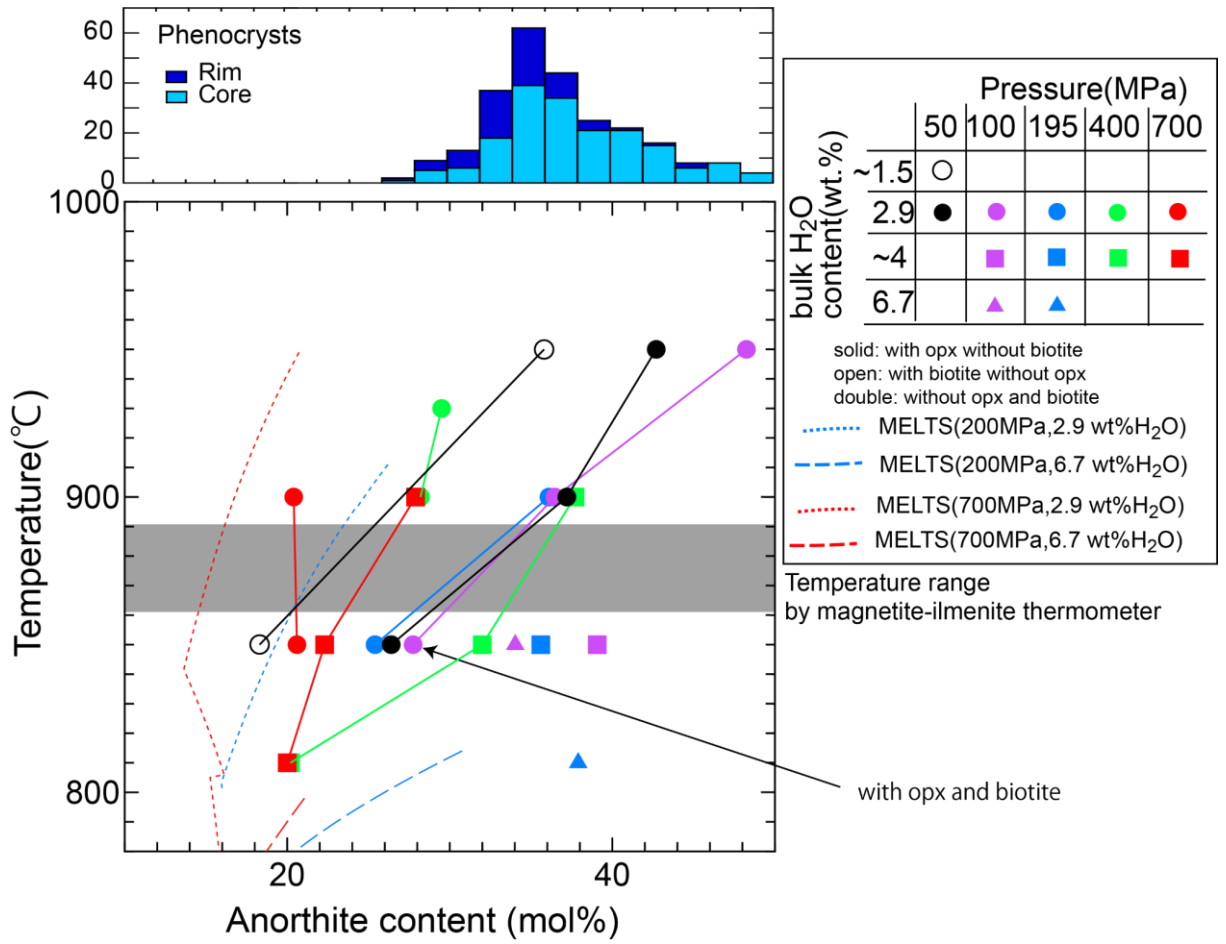 60
40
20
0
Phenocrysts
Rim
Core
1000
900
800
Temperature(℃)
20
40
Anorthite content (mol%)
with opx and biotite
Pressure(MPa)
50 100 195 400 700
bulk H₂O
content(wt.%)
~1.5
2.9
~4
6.7
solid: with opx without biotite
open: with biotite without opx
double: without opx and biotite
MELTS(200MPa,2.9 wt%H₂O)
MELTS(200MPa,6.7 wt%H₂O)
MELTS(700MPa,2.9 wt%H₂O)
MELTS(700MPa,6.7 wt%H₂O)
Temperature range
by magnetite-ilmenite thermometer